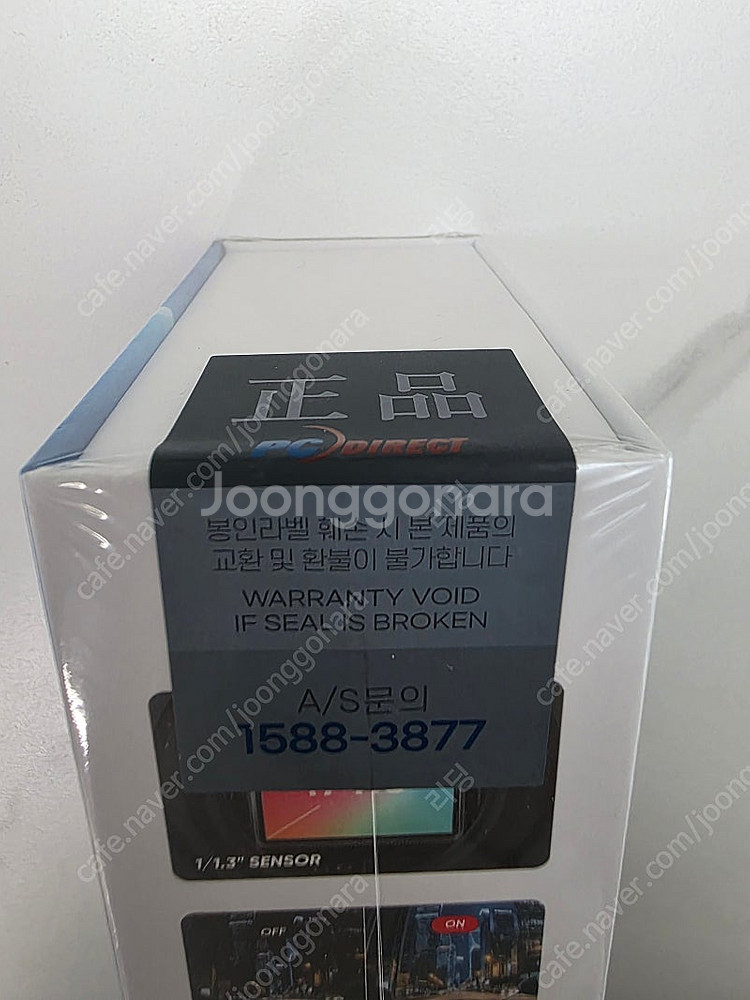 正品
PC DIRECT
Joonggonara
봉인라벨 훼손 시 본 제품의
교환 및 환불이 불가합니다
WARRANTY VOID
IF SEAL IS BROKEN
A/S문의
1588-3877
1/1.3" SENSOR
OFF
ON
cafe.naver.com/joonggonara